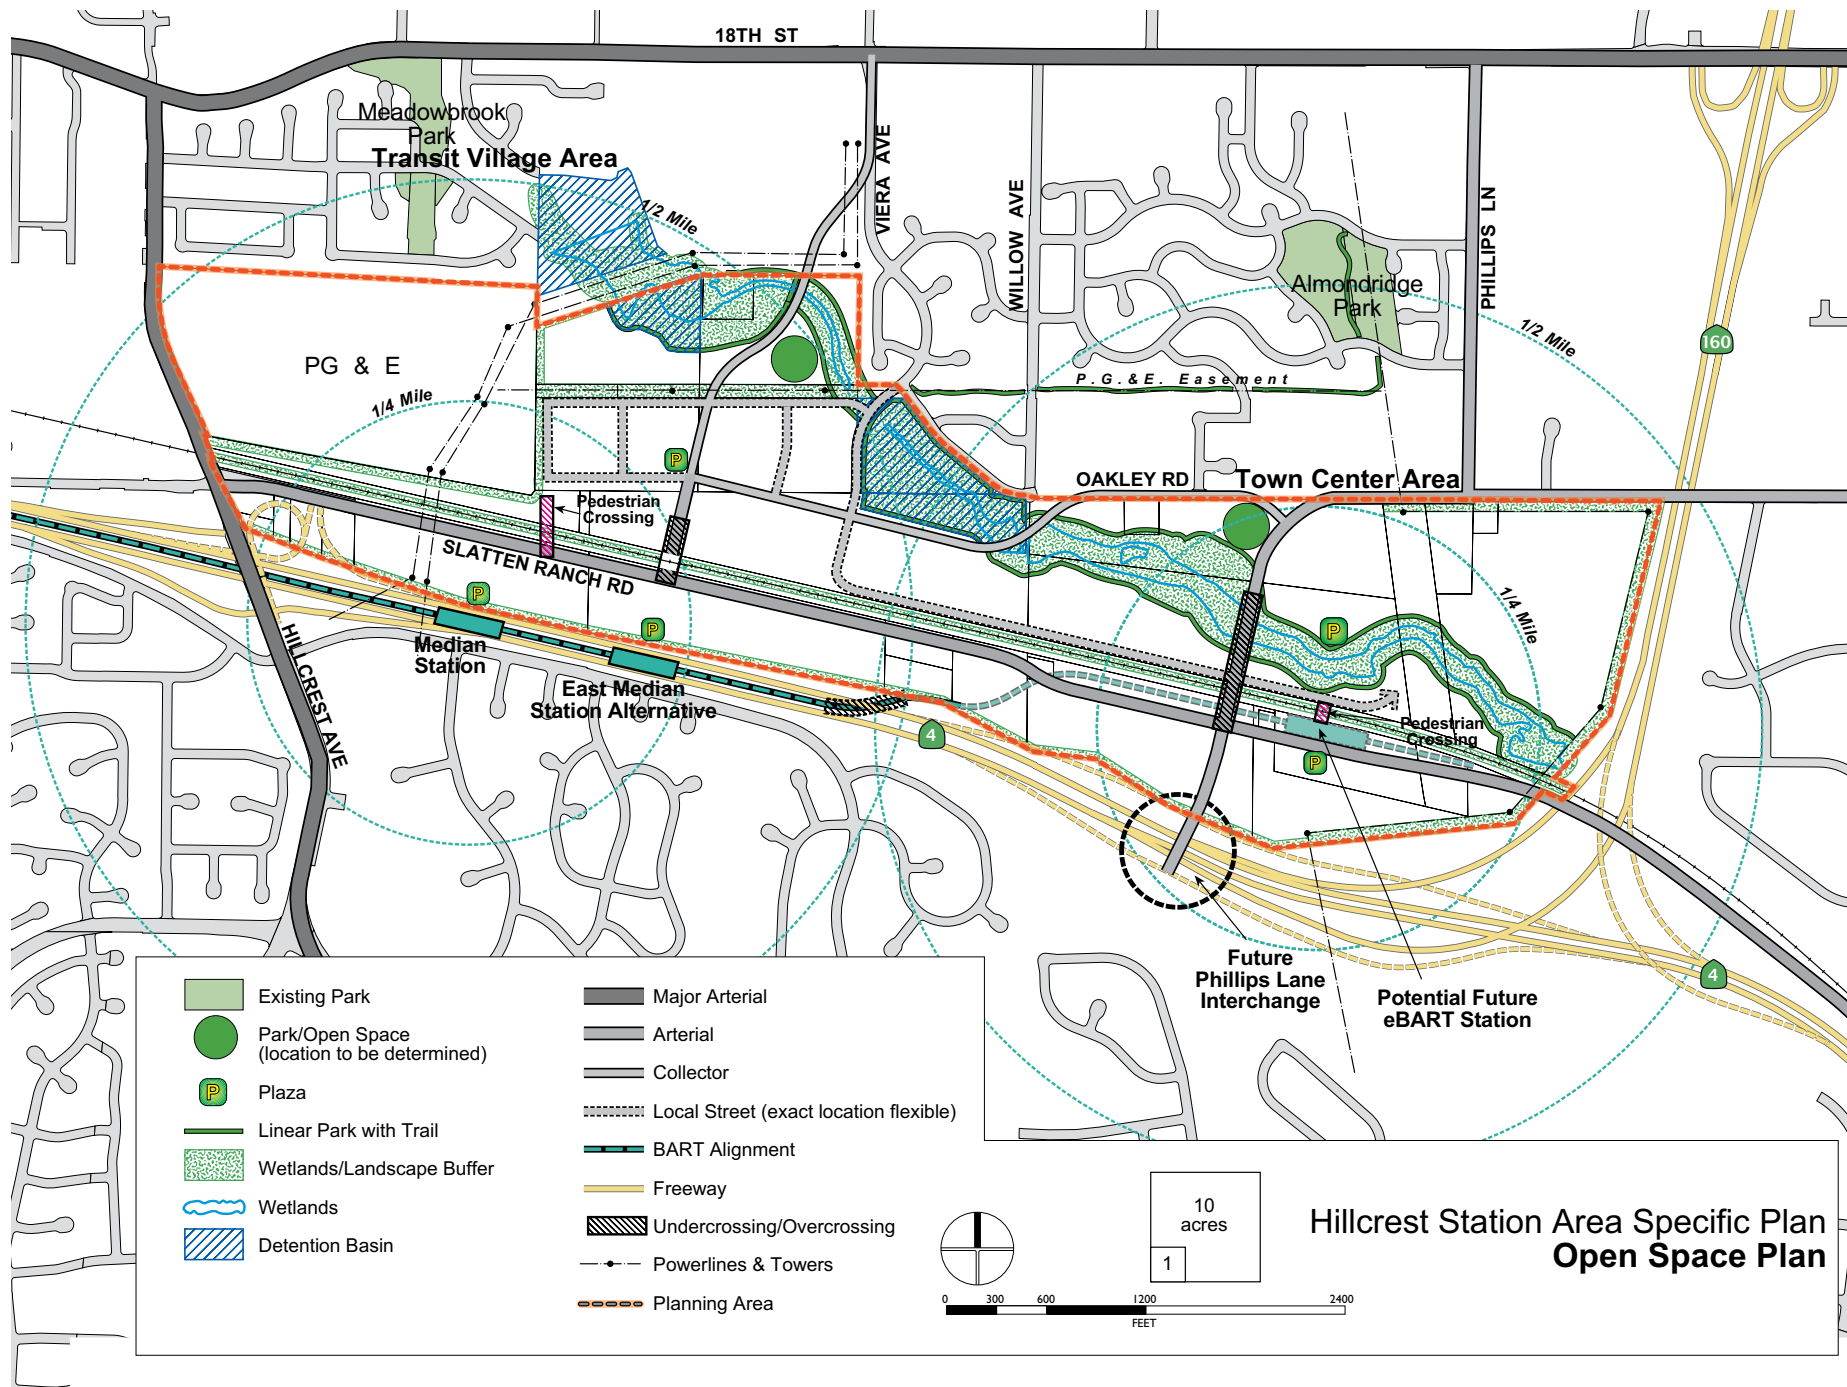 18TH ST
Meadowbrook
Park
Transit Village Area
1/2 Mile
VIERA AVE
WILLOW AVE
PHILLIPS LN
Almondridge
Park
1/2 Mile
160
PG & E
1/4 Mile
P.G.&E. Easement
P
OAKLEY RD
Town Center Area
Pedestrian
Crossing
SLATTEN RANCH RD
P
P
P
1/4 Mile
HILLCREST AVE
Median
Station
East Median
Station Alternative
4
Pedestrian
Crossing
P
Future
Phillips Lane
Interchange
Potential Future
eBART Station
4
Existing Park
Park/Open Space
(location to be determined)
P
Plaza
Linear Park with Trail
Wetlands/Landscape Buffer
Wetlands
Detention Basin
Major Arterial
Arterial
Collector
Local Street (exact location flexible)
BART Alignment
Freeway
Undercrossing/Overcrossing
Powerlines & Towers
Planning Area
10
acres
1
0 300 600 1200 2400
FEET
Hillcrest Station Area Specific Plan
Open Space Plan